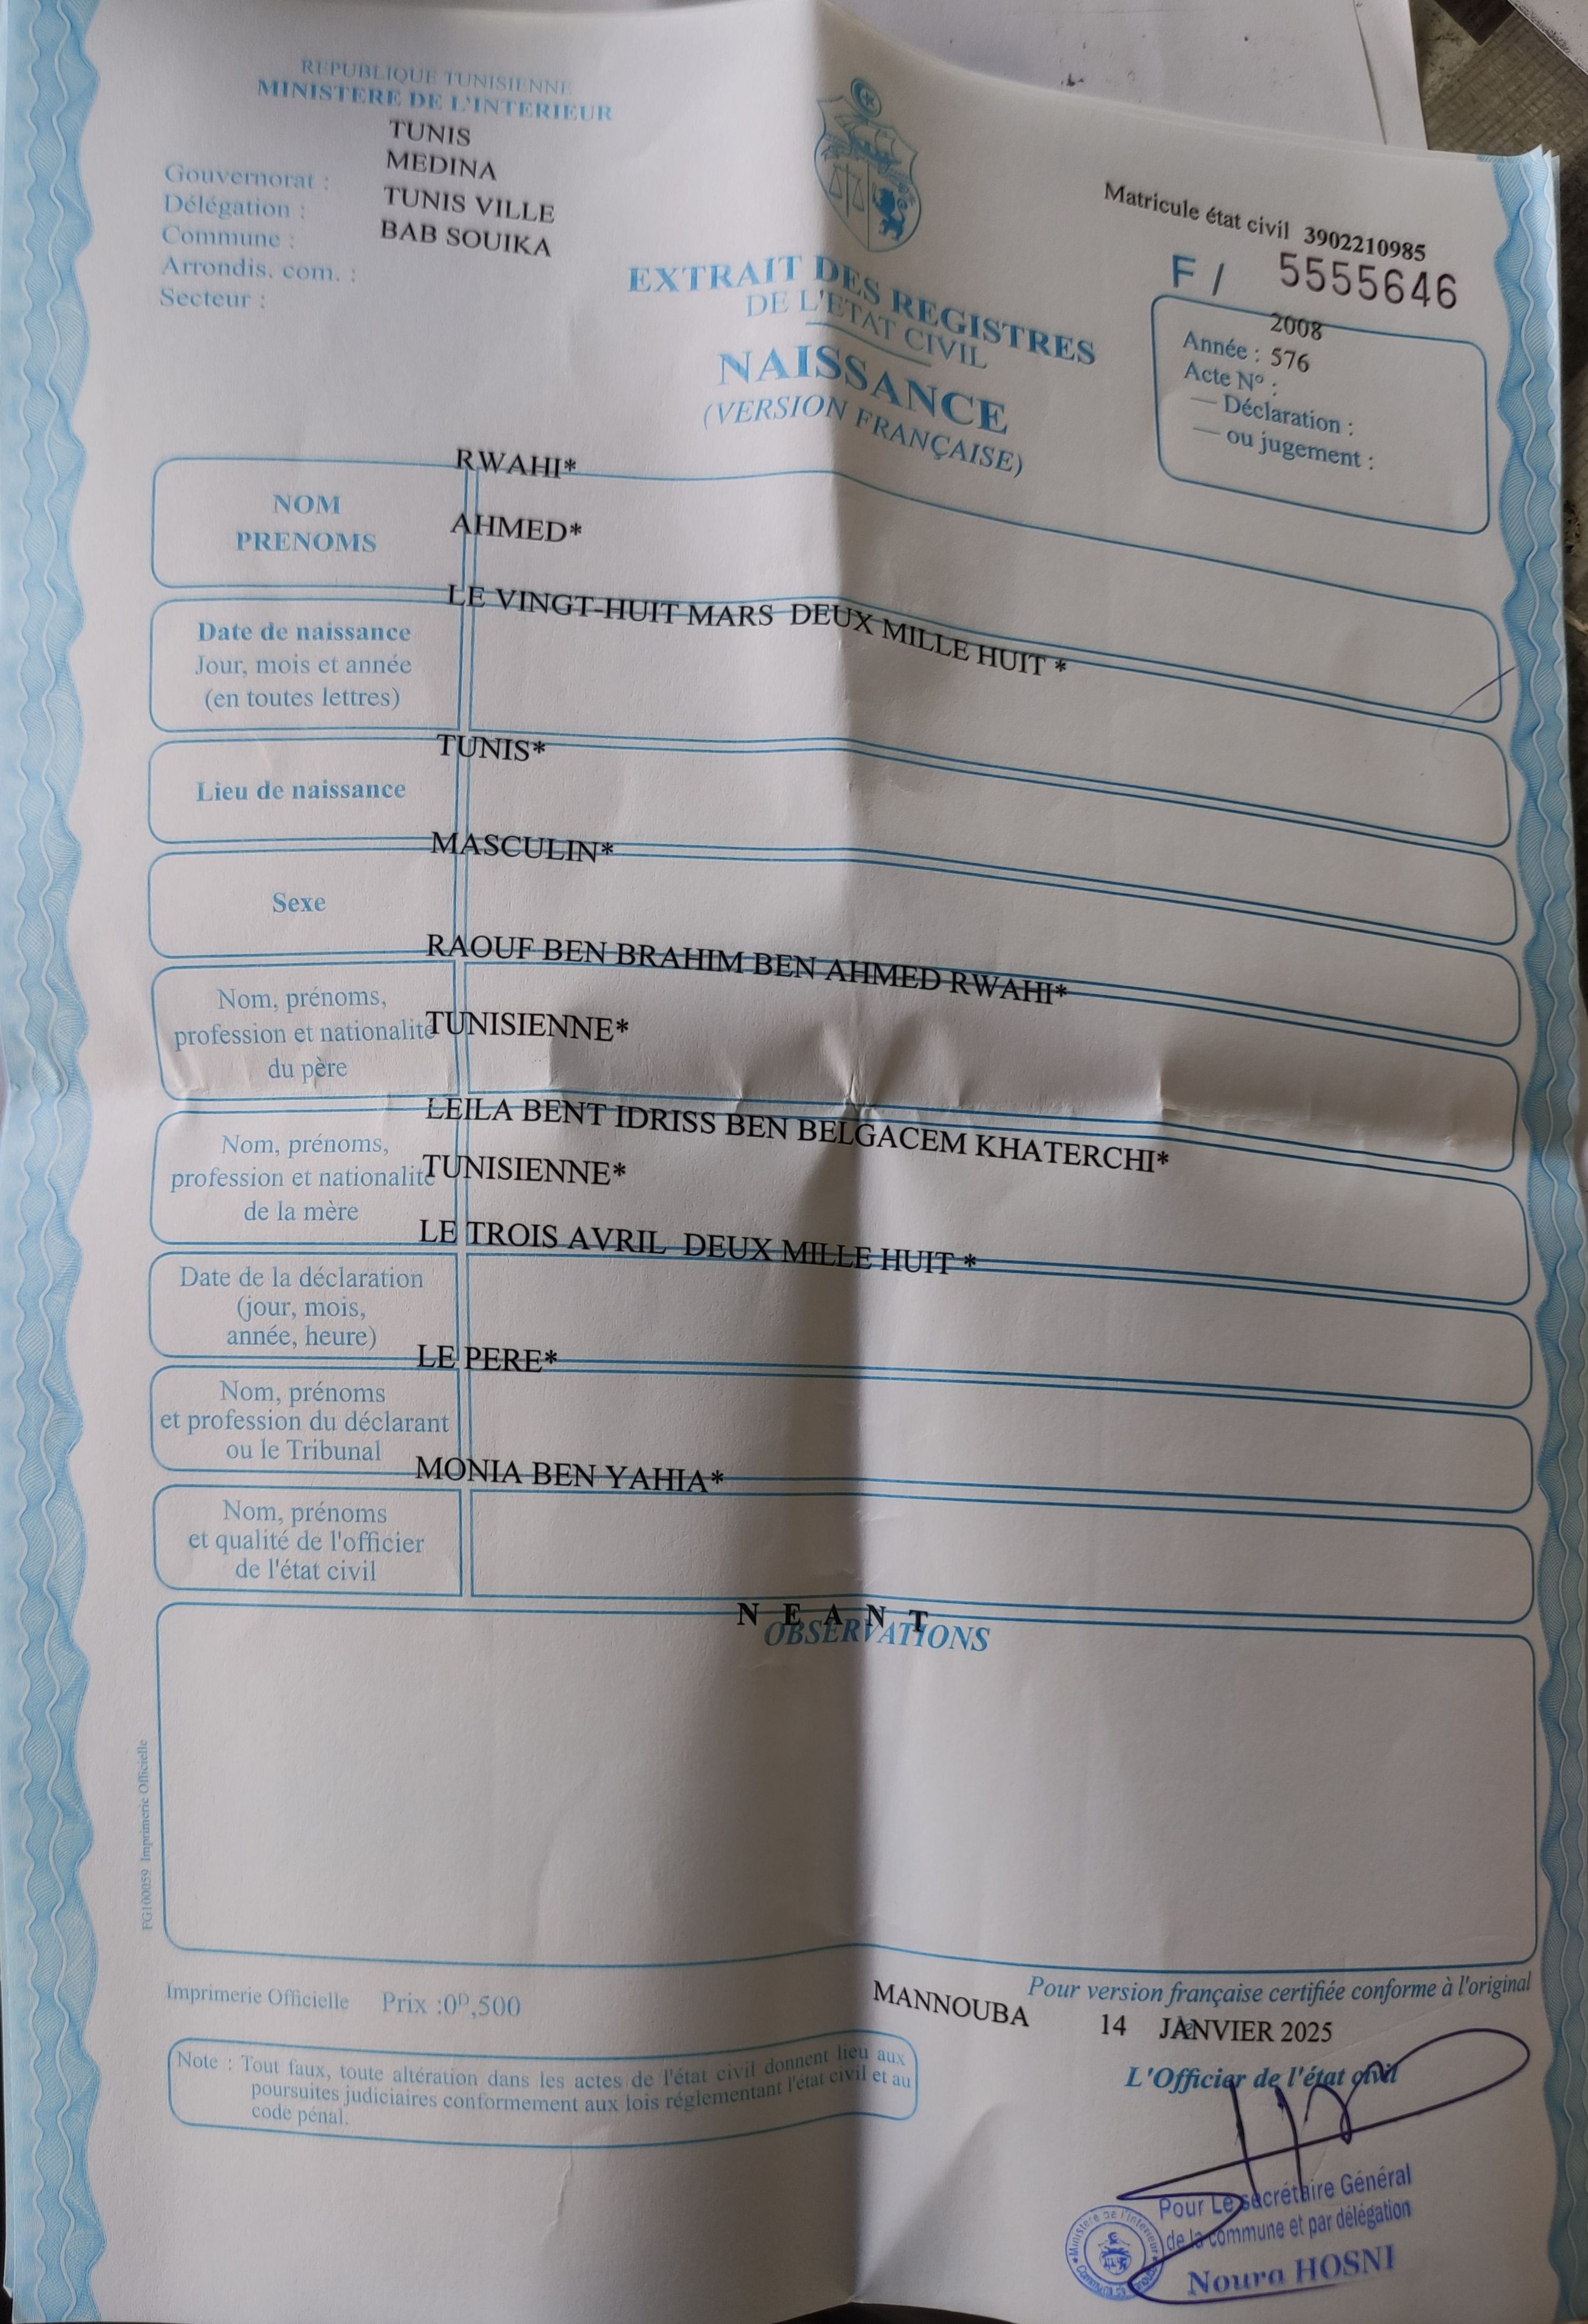 REPUBLIQUE TUNISIENNE
MINISTERE DE L'INTERIEUR
TUNIS
MEDINA
TUNIS VILLE
BAB SOUIKA
Gouvernorat :
Délégation :
Commune :
Arrondis. com. :
Secteur :
EXTRAIT DES REGISTRES
DE L'ETAT CIVIL
NAISSANCE
(VERSION FRANÇAISE)
Matricule état civil 3902210985
F / 5555646
2008
Année : 576
Acte Nº :
— Déclaration :
— ou jugement :
RWAHI*
NOM
AHMED*
PRENOMS
LE VINGT-HUIT MARS DEUX MILLE HUIT *
Date de naissance
Jour, mois et année
(en toutes lettres)
TUNIS*
Lieu de naissance
MASCULIN*
Sexe
RAOUF BEN BRAHIM BEN AHMED RWAHI*
Nom, prénoms,
profession et nationalité
TUNISIENNE*
du père
LEILA BENT IDRISS BEN BELGACEM KHATERCHI*
Nom, prénoms,
profession et nationalité
TUNISIENNE*
de la mère
LE TROIS AVRIL DEUX MILLE HUIT *
Date de la déclaration
(jour, mois,
année, heure)
LE PERE*
Nom, prénoms
et profession du déclarant
ou le Tribunal
MONIA BEN YAHIA*
Nom, prénoms
et qualité de l'officier
de l'état civil
N E A N T
OBSERVATIONS
FG100059 Imprimerie Officielle
Imprimerie Officielle Prix :0ᴰ,500
Pour version française certifiée conforme à l'original
MANNOUBA 14 JANVIER 2025
L'Officier de l'état civil
Note : Tout faux, toute altération dans les actes de l'état civil donnent lieu aux
poursuites judiciaires conformement aux lois réglementant l'état civil et au
code pénal.
Pour Le secrétaire Général
de la commune et par délégation
Noura HOSNI
Ministère de l'Interieur